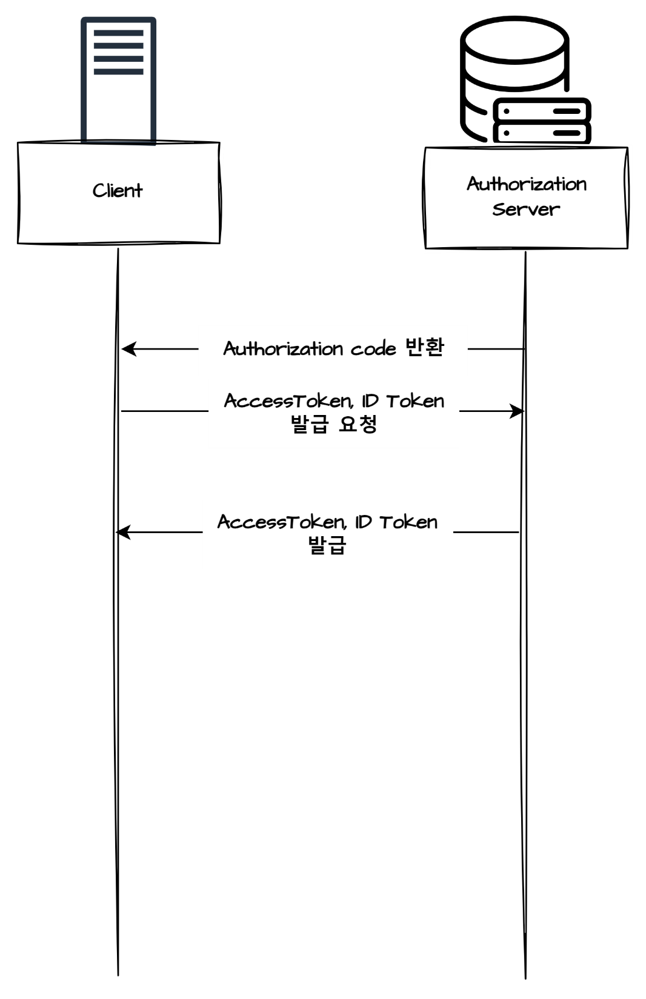 Client
Authorization
Server
Authorization code 반환
AccessToken, ID Token
발급 요청
AccessToken, ID Token
발급